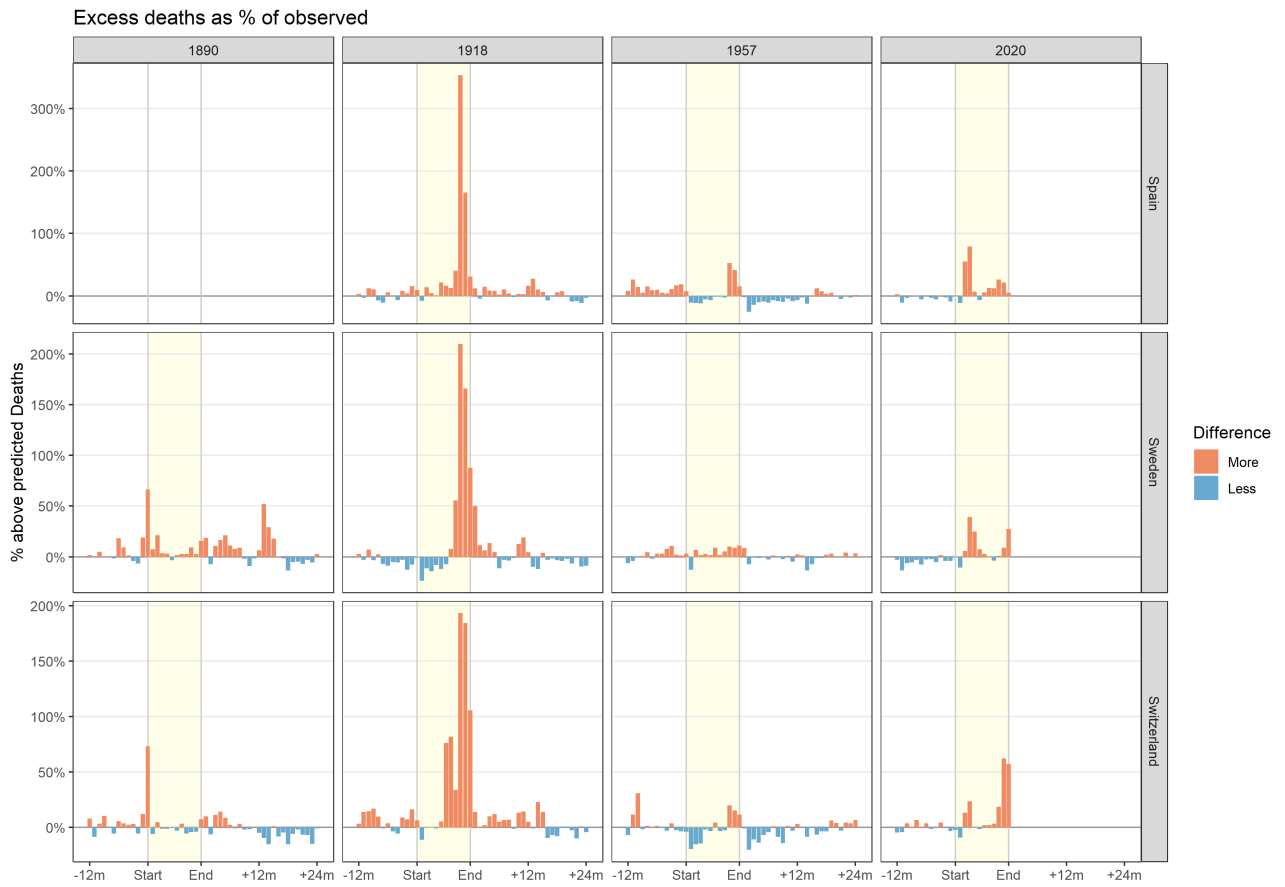 Excess deaths as % of observed
1890 1918 1957 2020
300%
200%
100%
0%
Spain
% above predicted Deaths
200%
150%
100%
50%
0%
Sweden
Difference
More
Less
200%
150%
100%
50%
0%
Switzerland
-12m Start End +12m +24m -12m Start End +12m +24m -12m Start End +12m +24m -12m Start End +12m +24m